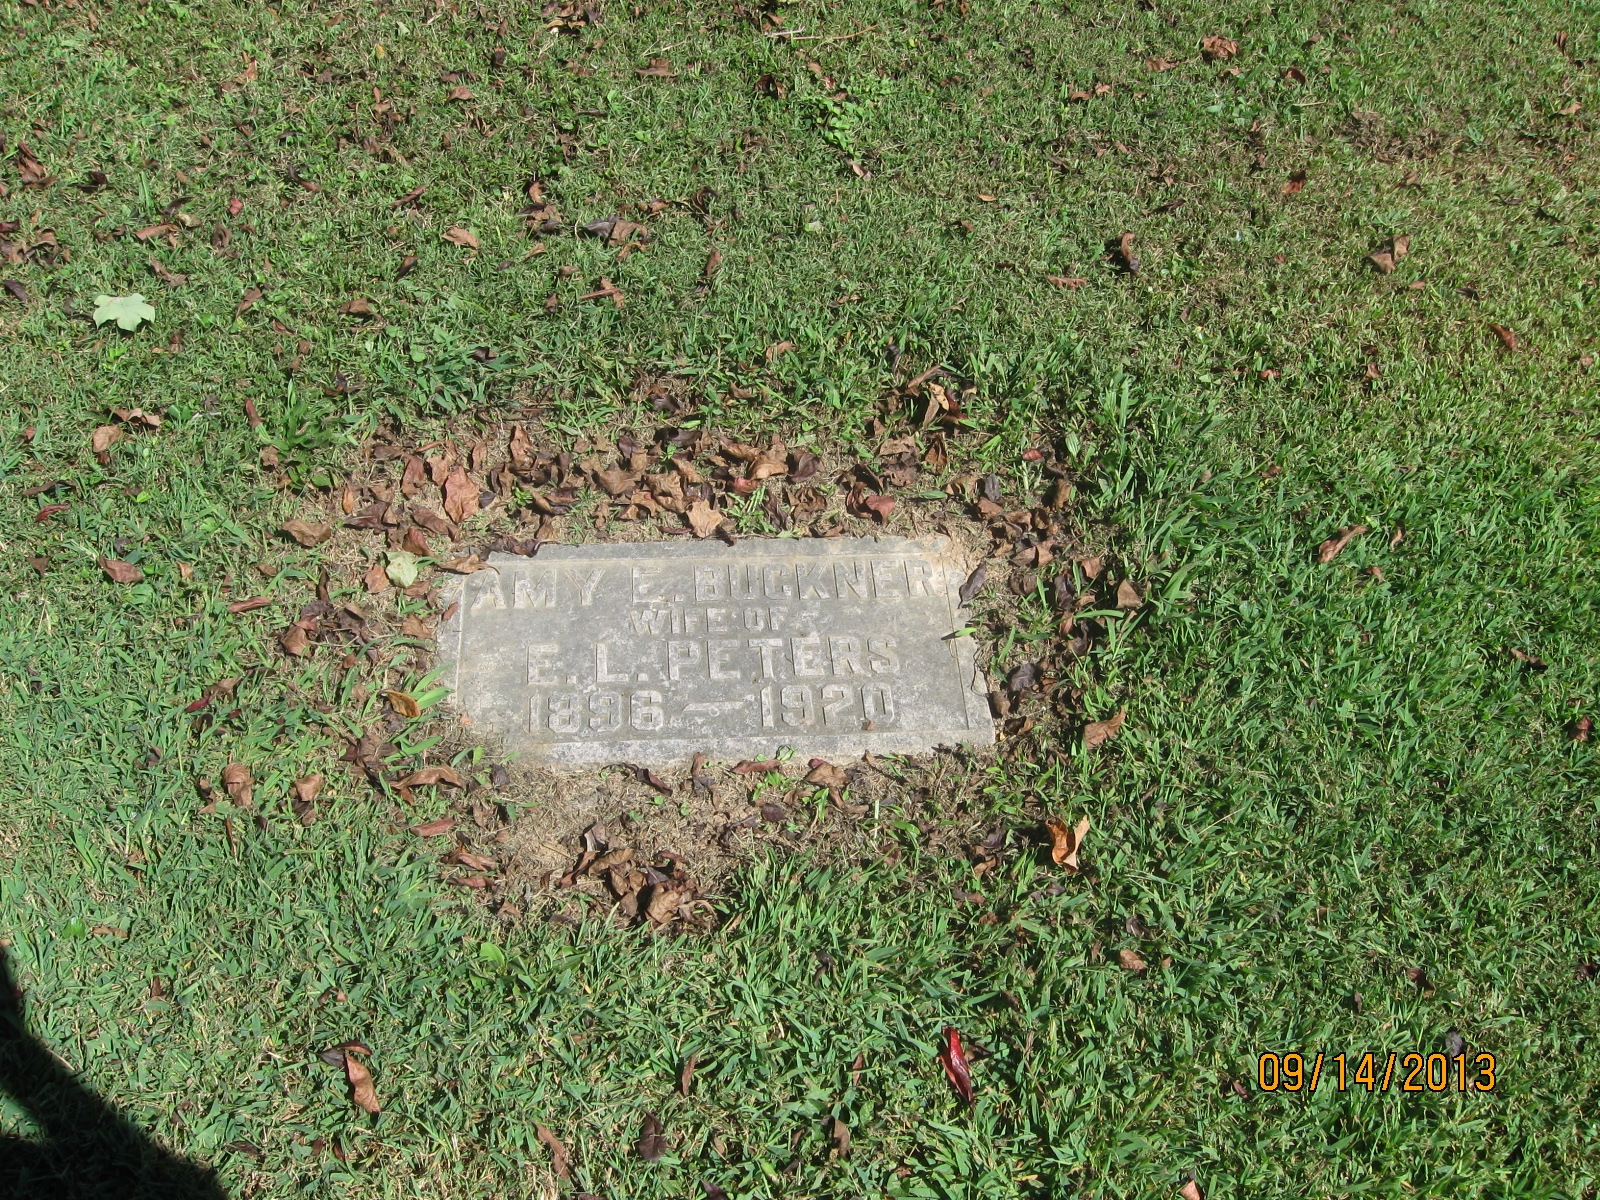 AMY E. BUCKNER
WIFE OF
E. L. PETERS
1896 — 1920
09/14/2013